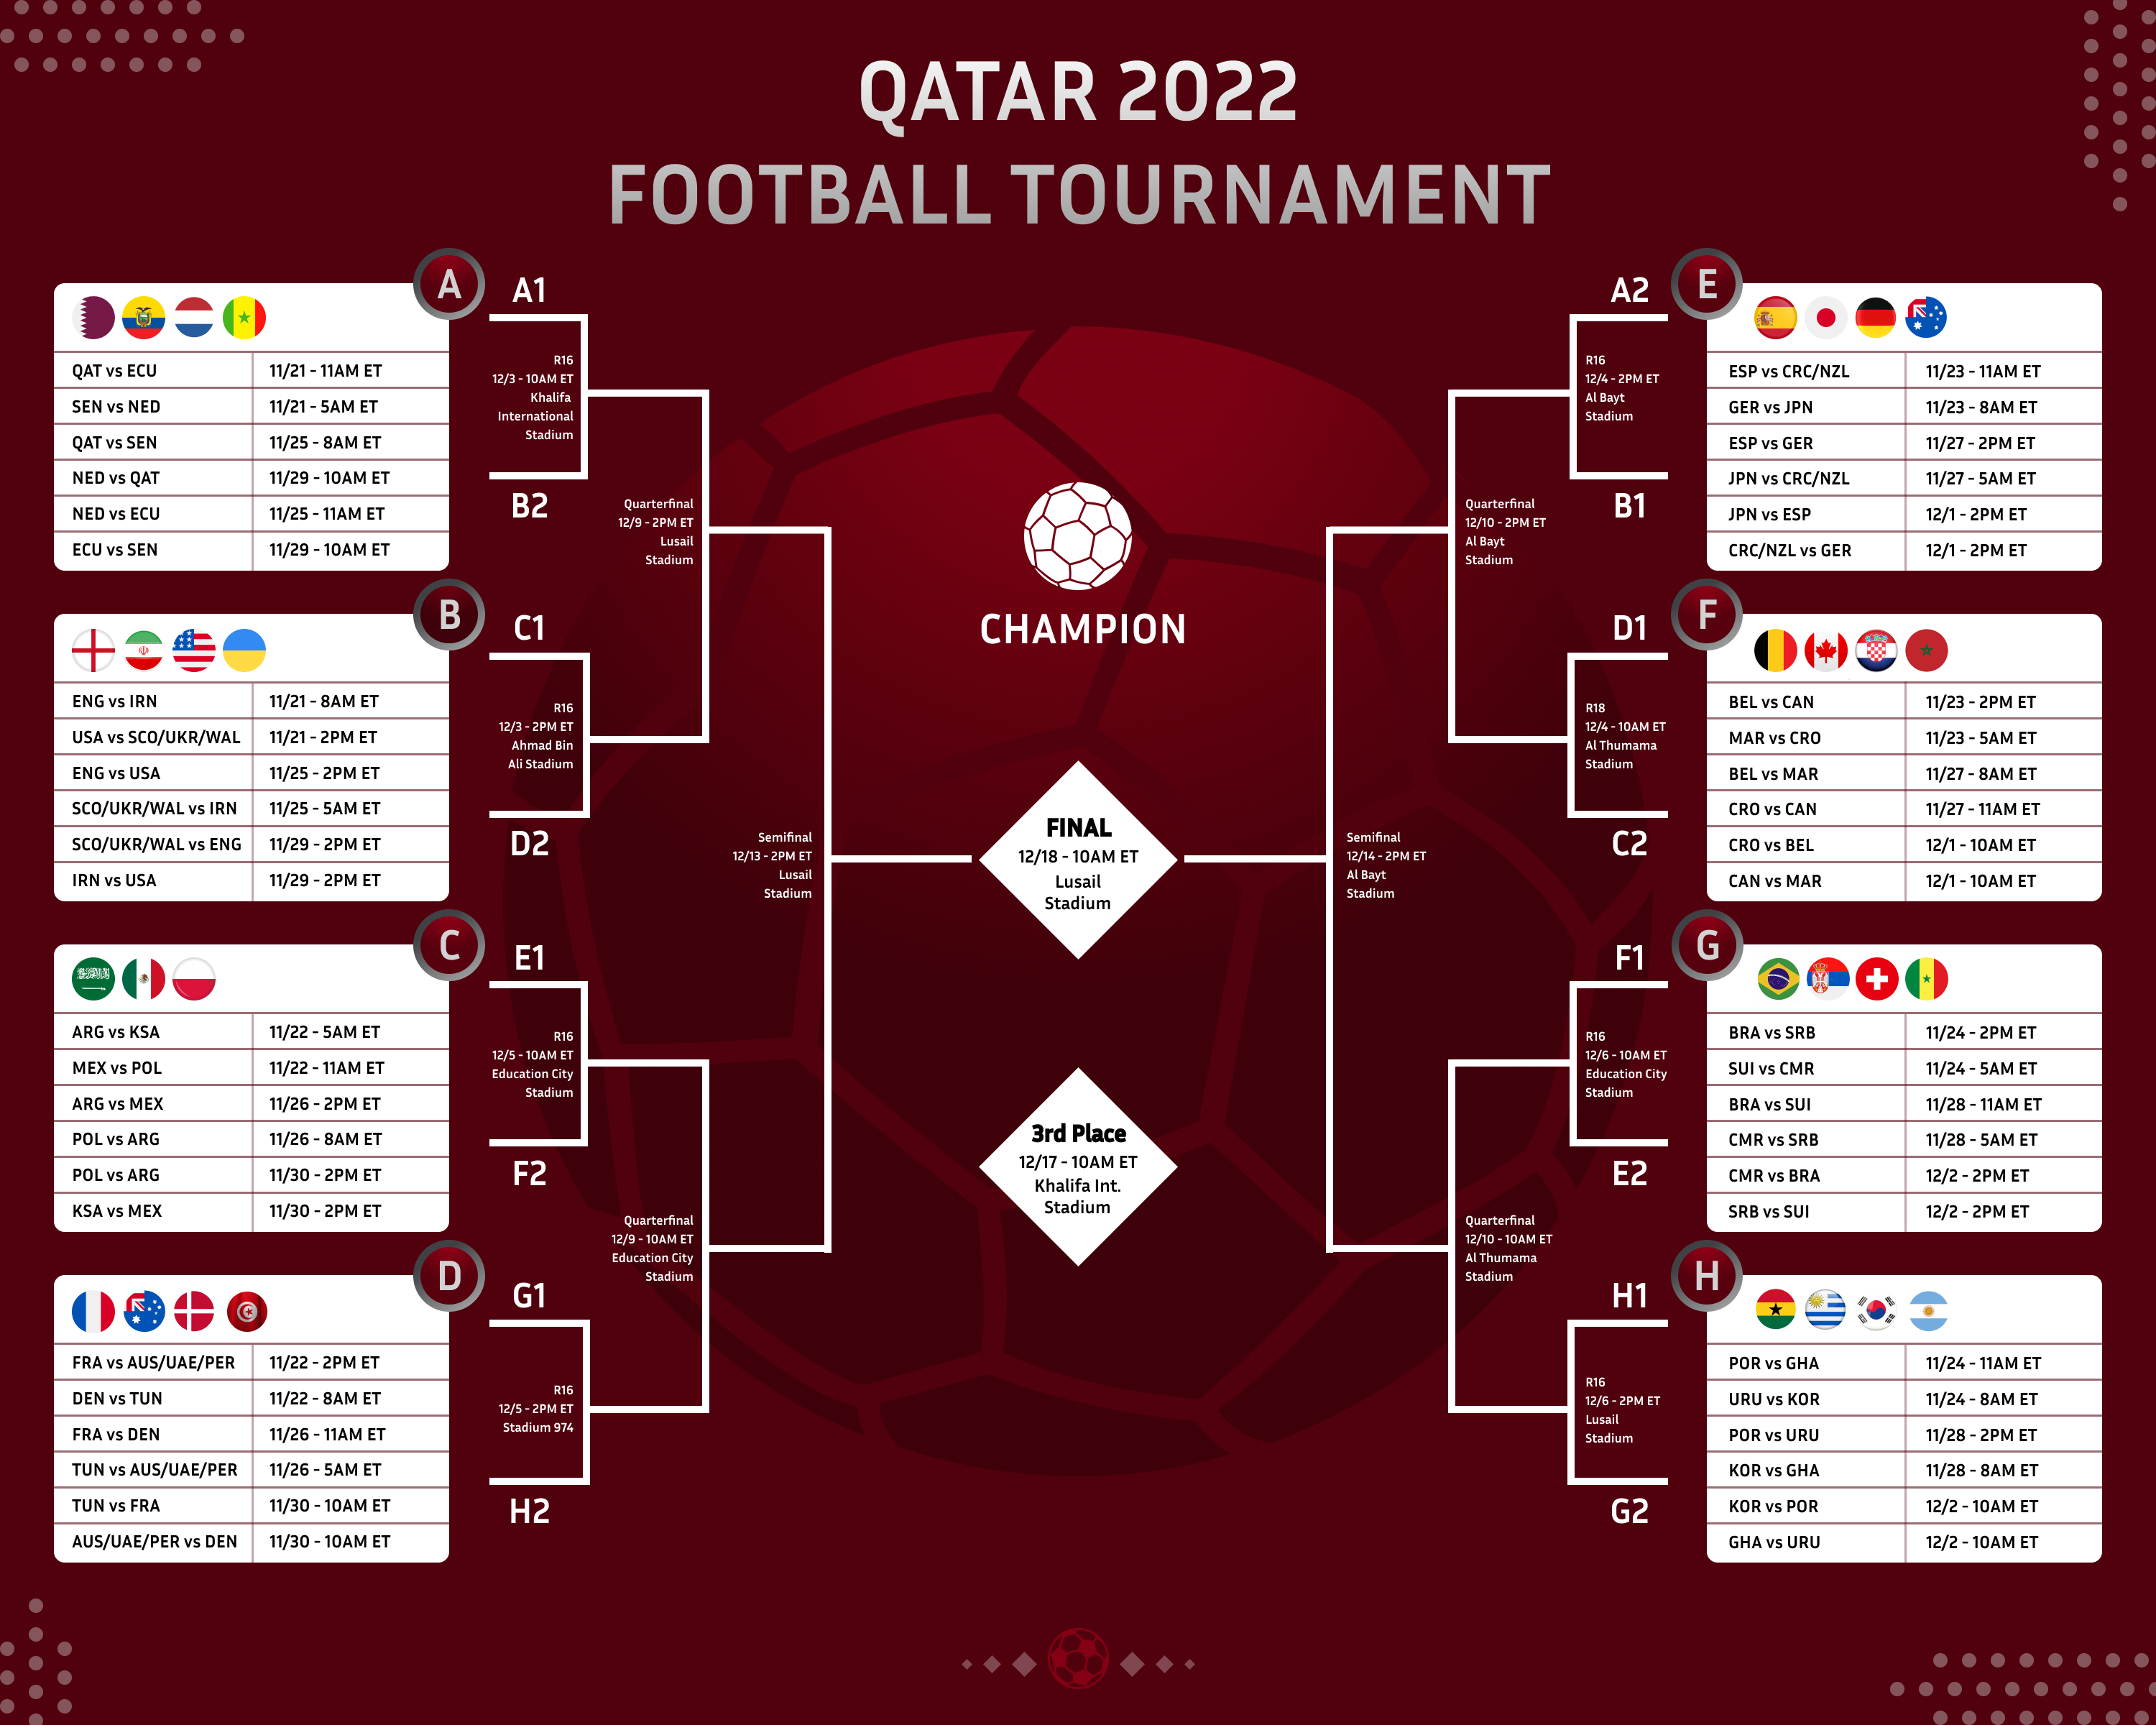 QATAR 2022
FOOTBALL TOURNAMENT
A
QAT vs ECU 11/21 - 11AM ET
SEN vs NED 11/21 - 5AM ET
QAT vs SEN 11/25 - 8AM ET
NED vs QAT 11/29 - 10AM ET
NED vs ECU 11/25 - 11AM ET
ECU vs SEN 11/29 - 10AM ET
B
ENG vs IRN 11/21 - 8AM ET
USA vs SCO/UKR/WAL 11/21 - 2PM ET
ENG vs USA 11/25 - 2PM ET
SCO/UKR/WAL vs IRN 11/25 - 5AM ET
SCO/UKR/WAL vs ENG 11/29 - 2PM ET
IRN vs USA 11/29 - 2PM ET
C
ARG vs KSA 11/22 - 5AM ET
MEX vs POL 11/22 - 11AM ET
ARG vs MEX 11/26 - 2PM ET
POL vs ARG 11/26 - 8AM ET
POL vs ARG 11/30 - 2PM ET
KSA vs MEX 11/30 - 2PM ET
D
FRA vs AUS/UAE/PER 11/22 - 2PM ET
DEN vs TUN 11/22 - 8AM ET
FRA vs DEN 11/26 - 11AM ET
TUN vs AUS/UAE/PER 11/26 - 5AM ET
TUN vs FRA 11/30 - 10AM ET
AUS/UAE/PER vs DEN 11/30 - 10AM ET
A1
R16
12/3 - 10AM ET
Khalifa
International
Stadium
B2
Quarterfinal
12/9 - 2PM ET
Lusail
Stadium
C1
R16
12/3 - 2PM ET
Ahmad Bin
Ali Stadium
D2
Semifinal
12/13 - 2PM ET
Lusail
Stadium
E1
R16
12/5 - 10AM ET
Education City
Stadium
F2
Quarterfinal
12/9 - 10AM ET
Education City
Stadium
G1
R16
12/5 - 2PM ET
Stadium 974
H2
CHAMPION
FINAL
12/18 - 10AM ET
Lusail
Stadium
3rd Place
12/17 - 10AM ET
Khalifa Int.
Stadium
A2
R16
12/4 - 2PM ET
Al Bayt
Stadium
B1
Quarterfinal
12/10 - 2PM ET
Al Bayt
Stadium
D1
R18
12/4 - 10AM ET
Al Thumama
Stadium
C2
Semifinal
12/14 - 2PM ET
Al Bayt
Stadium
F1
R16
12/6 - 10AM ET
Education City
Stadium
E2
Quarterfinal
12/10 - 10AM ET
Al Thumama
Stadium
H1
R16
12/6 - 2PM ET
Lusail
Stadium
G2
E
ESP vs CRC/NZL 11/23 - 11AM ET
GER vs JPN 11/23 - 8AM ET
ESP vs GER 11/27 - 2PM ET
JPN vs CRC/NZL 11/27 - 5AM ET
JPN vs ESP 12/1 - 2PM ET
CRC/NZL vs GER 12/1 - 2PM ET
F
BEL vs CAN 11/23 - 2PM ET
MAR vs CRO 11/23 - 5AM ET
BEL vs MAR 11/27 - 8AM ET
CRO vs CAN 11/27 - 11AM ET
CRO vs BEL 12/1 - 10AM ET
CAN vs MAR 12/1 - 10AM ET
G
BRA vs SRB 11/24 - 2PM ET
SUI vs CMR 11/24 - 5AM ET
BRA vs SUI 11/28 - 11AM ET
CMR vs SRB 11/28 - 5AM ET
CMR vs BRA 12/2 - 2PM ET
SRB vs SUI 12/2 - 2PM ET
H
POR vs GHA 11/24 - 11AM ET
URU vs KOR 11/24 - 8AM ET
POR vs URU 11/28 - 2PM ET
KOR vs GHA 11/28 - 8AM ET
KOR vs POR 12/2 - 10AM ET
GHA vs URU 12/2 - 10AM ET